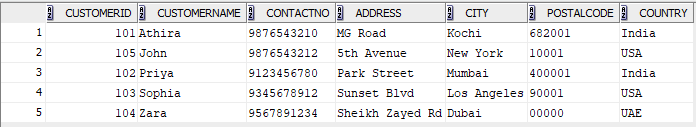 CUSTOMERID CUSTOMERNAME CONTACTNO ADDRESS CITY POSTALCODE COUNTRY
1 101 Athira 9876543210 MG Road Kochi 682001 India
2 105 John 9876543212 5th Avenue New York 10001 USA
3 102 Priya 9123456780 Park Street Mumbai 400001 India
4 103 Sophia 9345678912 Sunset Blvd Los Angeles 90001 USA
5 104 Zara 9567891234 Sheikh Zayed Rd Dubai 00000 UAE